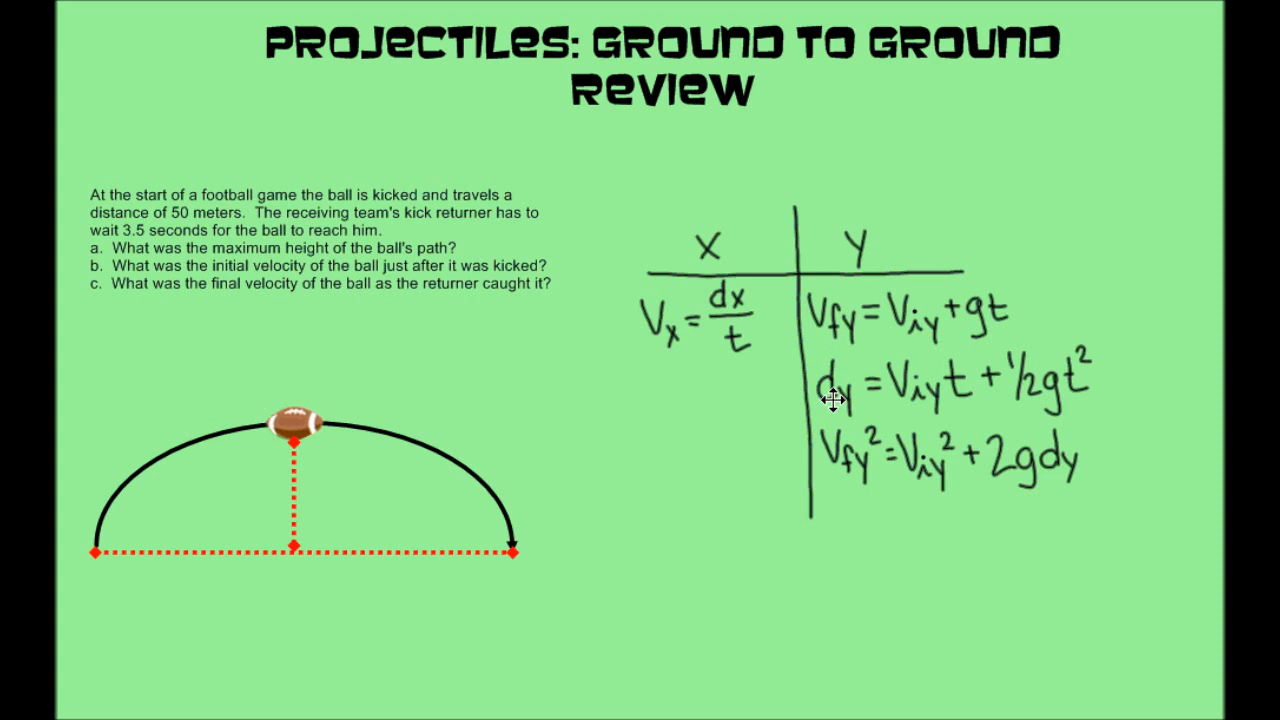 PROJECTILES: GROUND TO GROUND
REVIEW
At the start of a football game the ball is kicked and travels a
distance of 50 meters. The receiving team's kick returner has to
wait 3.5 seconds for the ball to reach him.
a. What was the maximum height of the ball's path?
b. What was the initial velocity of the ball just after it was kicked?
c. What was the final velocity of the ball as the returner caught it?
x y
Vx = dx/t
Vfy = Viy + gt
dy = Viyt + 1/2gt²
Vfy² = Viy² + 2gdy